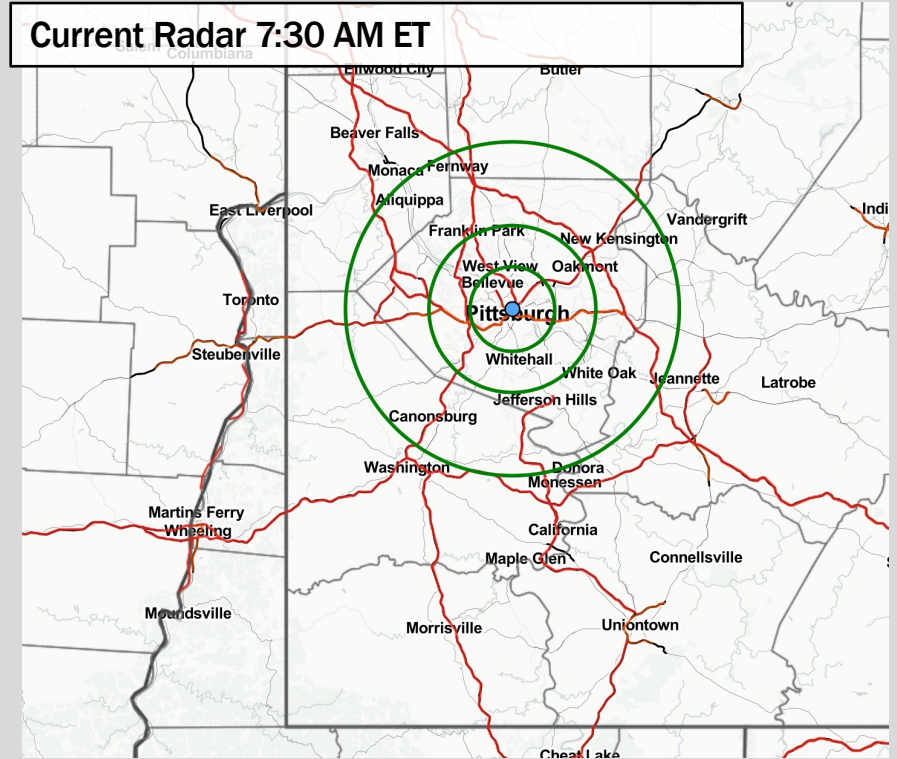 Current Radar 7:30 AM ET
Columbiana
Ellwood City
Butler
Beaver Falls
Monaca
Fernway
Aliquippa
East Liverpool
Vandergrift
Indi
Franklin Park
New Kensington
West View
Oakmont
Bellevue
Toronto
Pittsburgh
Steubenville
Whitehall
White Oak
Jeannette
Latrobe
Jefferson Hills
Canonsburg
Washington
Donora
Monessen
Martins Ferry
Wheeling
California
Maple Glen
Connellsville
Moundsville
Morrisville
Uniontown
Cheat Lake